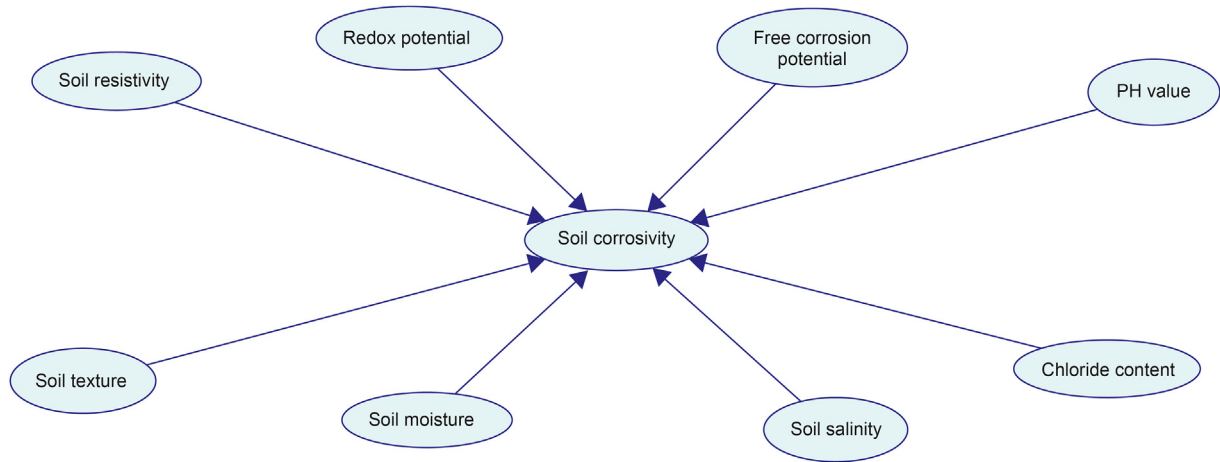 Redox potential
Free corrosion
potential
Soil resistivity
PH value
Soil corrosivity
Soil texture
Soil moisture
Soil salinity
Chloride content